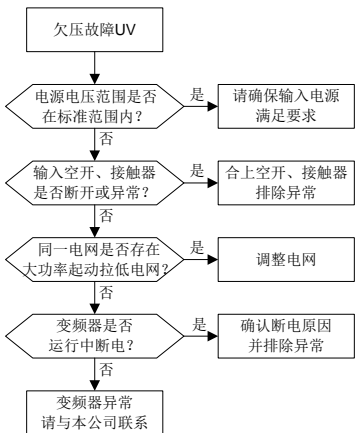 欠压故障UV
电源电压范围是否
在标准范围内？
是
请确保输入电源
满足要求
否
输入空开、接触器
是否断开或异常？
是
合上空开、接触器
排除异常
否
同一电网是否存在
大功率起动拉低电网？
是
调整电网
否
变频器是否
运行中断电？
是
确认断电原因
并排除异常
否
变频器异常
请与本公司联系